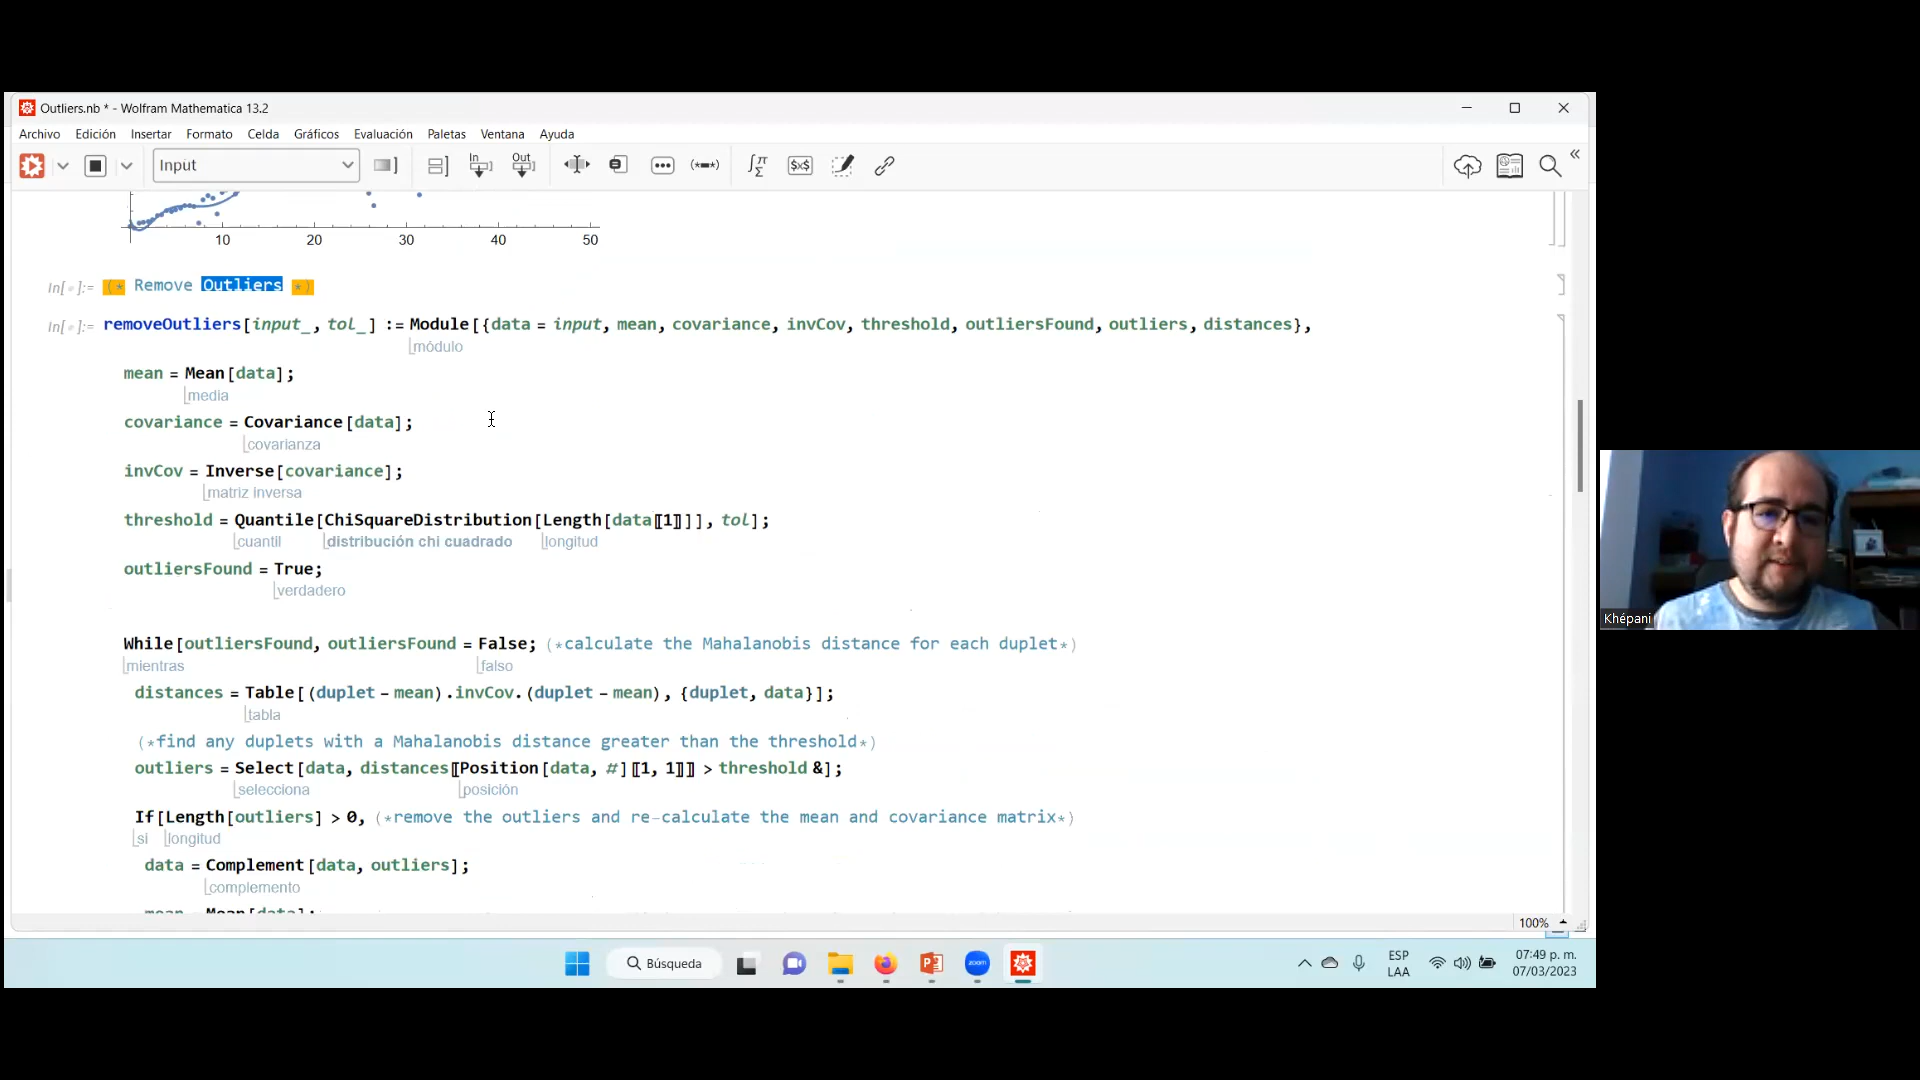 Outliers.nb * - Wolfram Mathematica 13.2
Archivo Edición Insertar Formato Celda Gráficos Evaluación Paletas Ventana Ayuda
Input In Out
10 20 30 40 50
In[ ]:= (* Remove Outliers *)
In[ ]:= removeOutliers[input_, tol_] := Module[{data = input, mean, covariance, invCov, threshold, outliersFound, outliers, distances},
módulo
mean = Mean[data];
media
covariance = Covariance[data];
covarianza
invCov = Inverse[covariance];
matriz inversa
threshold = Quantile[ChiSquareDistribution[Length[data〚1〛]], tol];
cuantil distribución chi cuadrado longitud
outliersFound = True;
verdadero
While[outliersFound, outliersFound = False; (*calculate the Mahalanobis distance for each duplet*)
mientras falso
distances = Table[(duplet - mean).invCov.(duplet - mean), {duplet, data}];
tabla
(*find any duplets with a Mahalanobis distance greater than the threshold*)
outliers = Select[data, distances〚Position[data, #]〚1, 1〛〛 > threshold &];
selecciona posición
If[Length[outliers] > 0, (*remove the outliers and re-calculate the mean and covariance matrix*)
si longitud
data = Complement[data, outliers];
complemento
mean = Mean[data];
100%
Khépani
Búsqueda
zoom
ESP
LAA
07:49 p. m.
07/03/2023